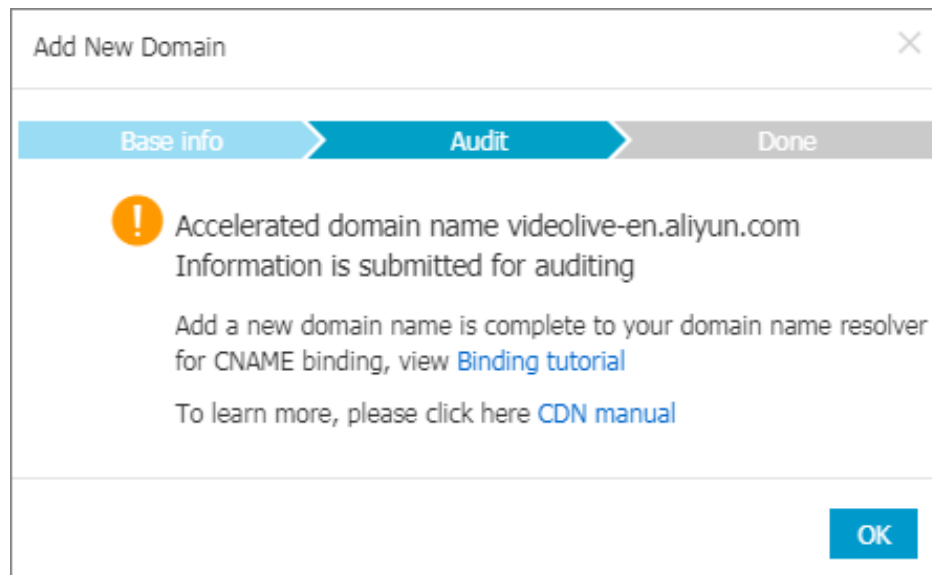 Add New Domain
Base info
Audit
Done
Accelerated domain name videolive-en.aliyun.com
Information is submitted for auditing
Add a new domain name is complete to your domain name resolver
for CNAME binding, view Binding tutorial
To learn more, please click here CDN manual
OK